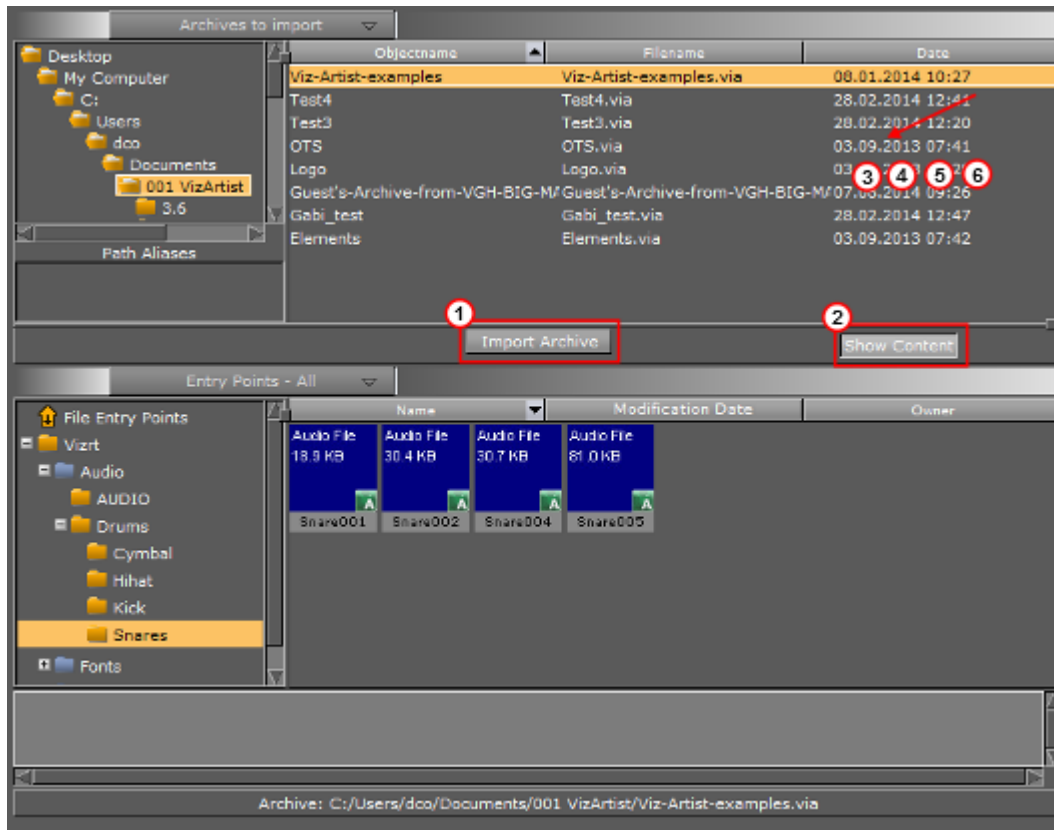 Archives to import
Desktop
My Computer
C:
Users
dco
Documents
001 VizArtist
3.6
Path Aliases
Objectname Filename Date
Viz-Artist-examples Viz-Artist-examples.via 08.01.2014 10:27
Test4 Test4.via 28.02.2014 12:41
Test3 Test3.via 28.02.2014 12:20
OTS OTS.via 03.09.2013 07:41
Logo Logo.via
Guest's-Archive-from-VGH-BIG-MA Guest's-Archive-from-VGH-BIG-MA 2014 09:26
Gabi_test Gabi_test.via 28.02.2014 12:47
Elements Elements.via 03.09.2013 07:42
3 4 5 6
1 2
Import Archive Show Content
Entry Points - All
File Entry Points
Vizrt
Audio
AUDIO
Drums
Cymbal
Hihat
Kick
Snares
Fonts
Name Modification Date Owner
Audio File Audio File Audio File Audio File
18.9 KB 30.4 KB 30.7 KB 81.0 KB
A A A A
Snare001 Snare002 Snare004 Snare005
Archive: C:/Users/dco/Documents/001 VizArtist/Viz-Artist-examples.via